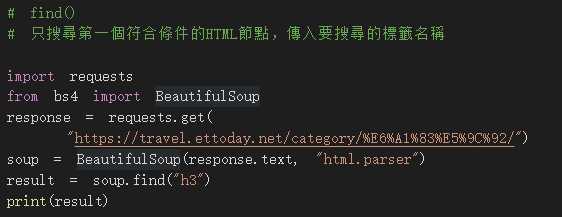 # find()
# 只搜尋第一個符合條件的HTML節點，傳入要搜尋的標籤名稱
import requests
from bs4 import BeautifulSoup
response = requests.get(
"https://travel.ettoday.net/category/%E6%A1%83%E5%9C%92/")
soup = BeautifulSoup(response.text, "html.parser")
result = soup.find("h3")
print(result)